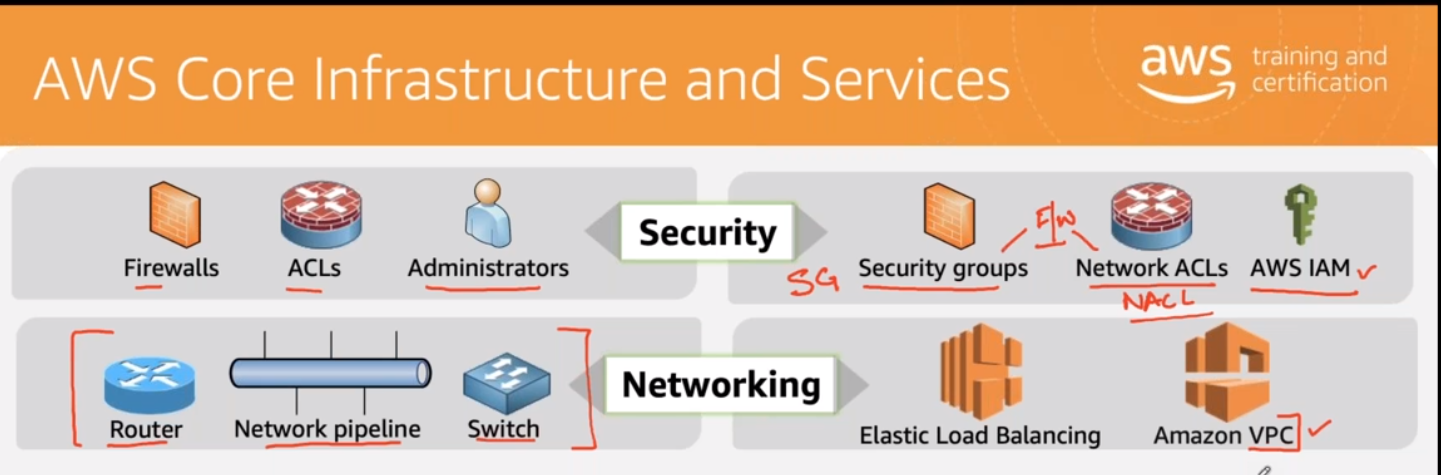 AWS Core Infrastructure and Services
aws training and
certification
Firewalls ACLs Administrators
Security
SG Security groups F/W Network ACLs AWS IAM
NACL
Router Network pipeline Switch
Networking
Elastic Load Balancing Amazon VPC